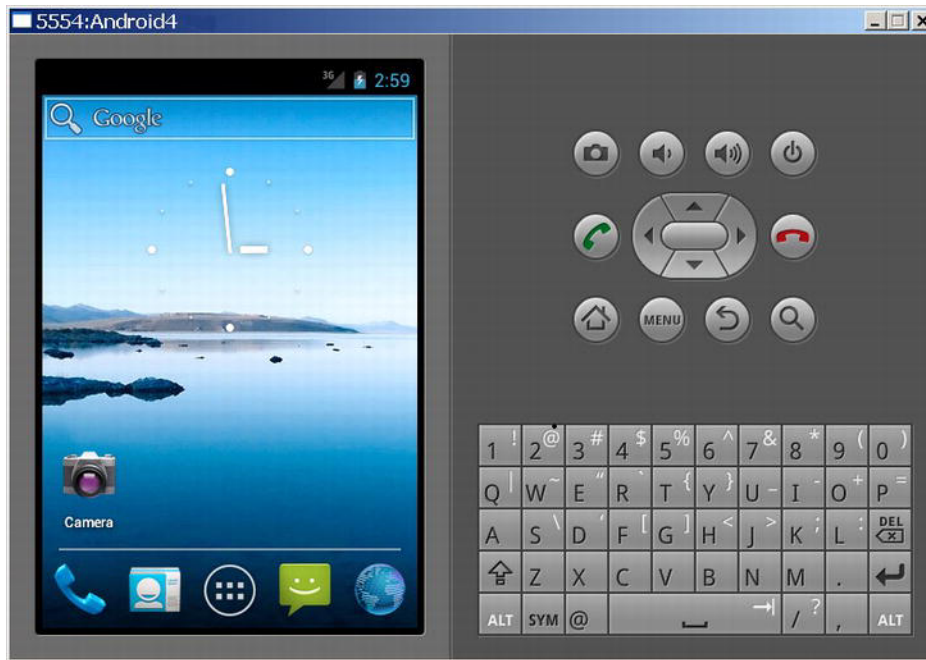 5554:Android4
3G 2:59
Google
Camera
MENU
1 ! 2 @ 3 # 4 $ 5 % 6 ^ 7 & 8 * 9 ( 0 )
Q | W ~ E “ R ` T { Y } U _ I - O + P =
A S \ D ‘ F [ G ] H < J > K ; L : DEL
Z X C V B N M .
ALT SYM @ / ? , ALT